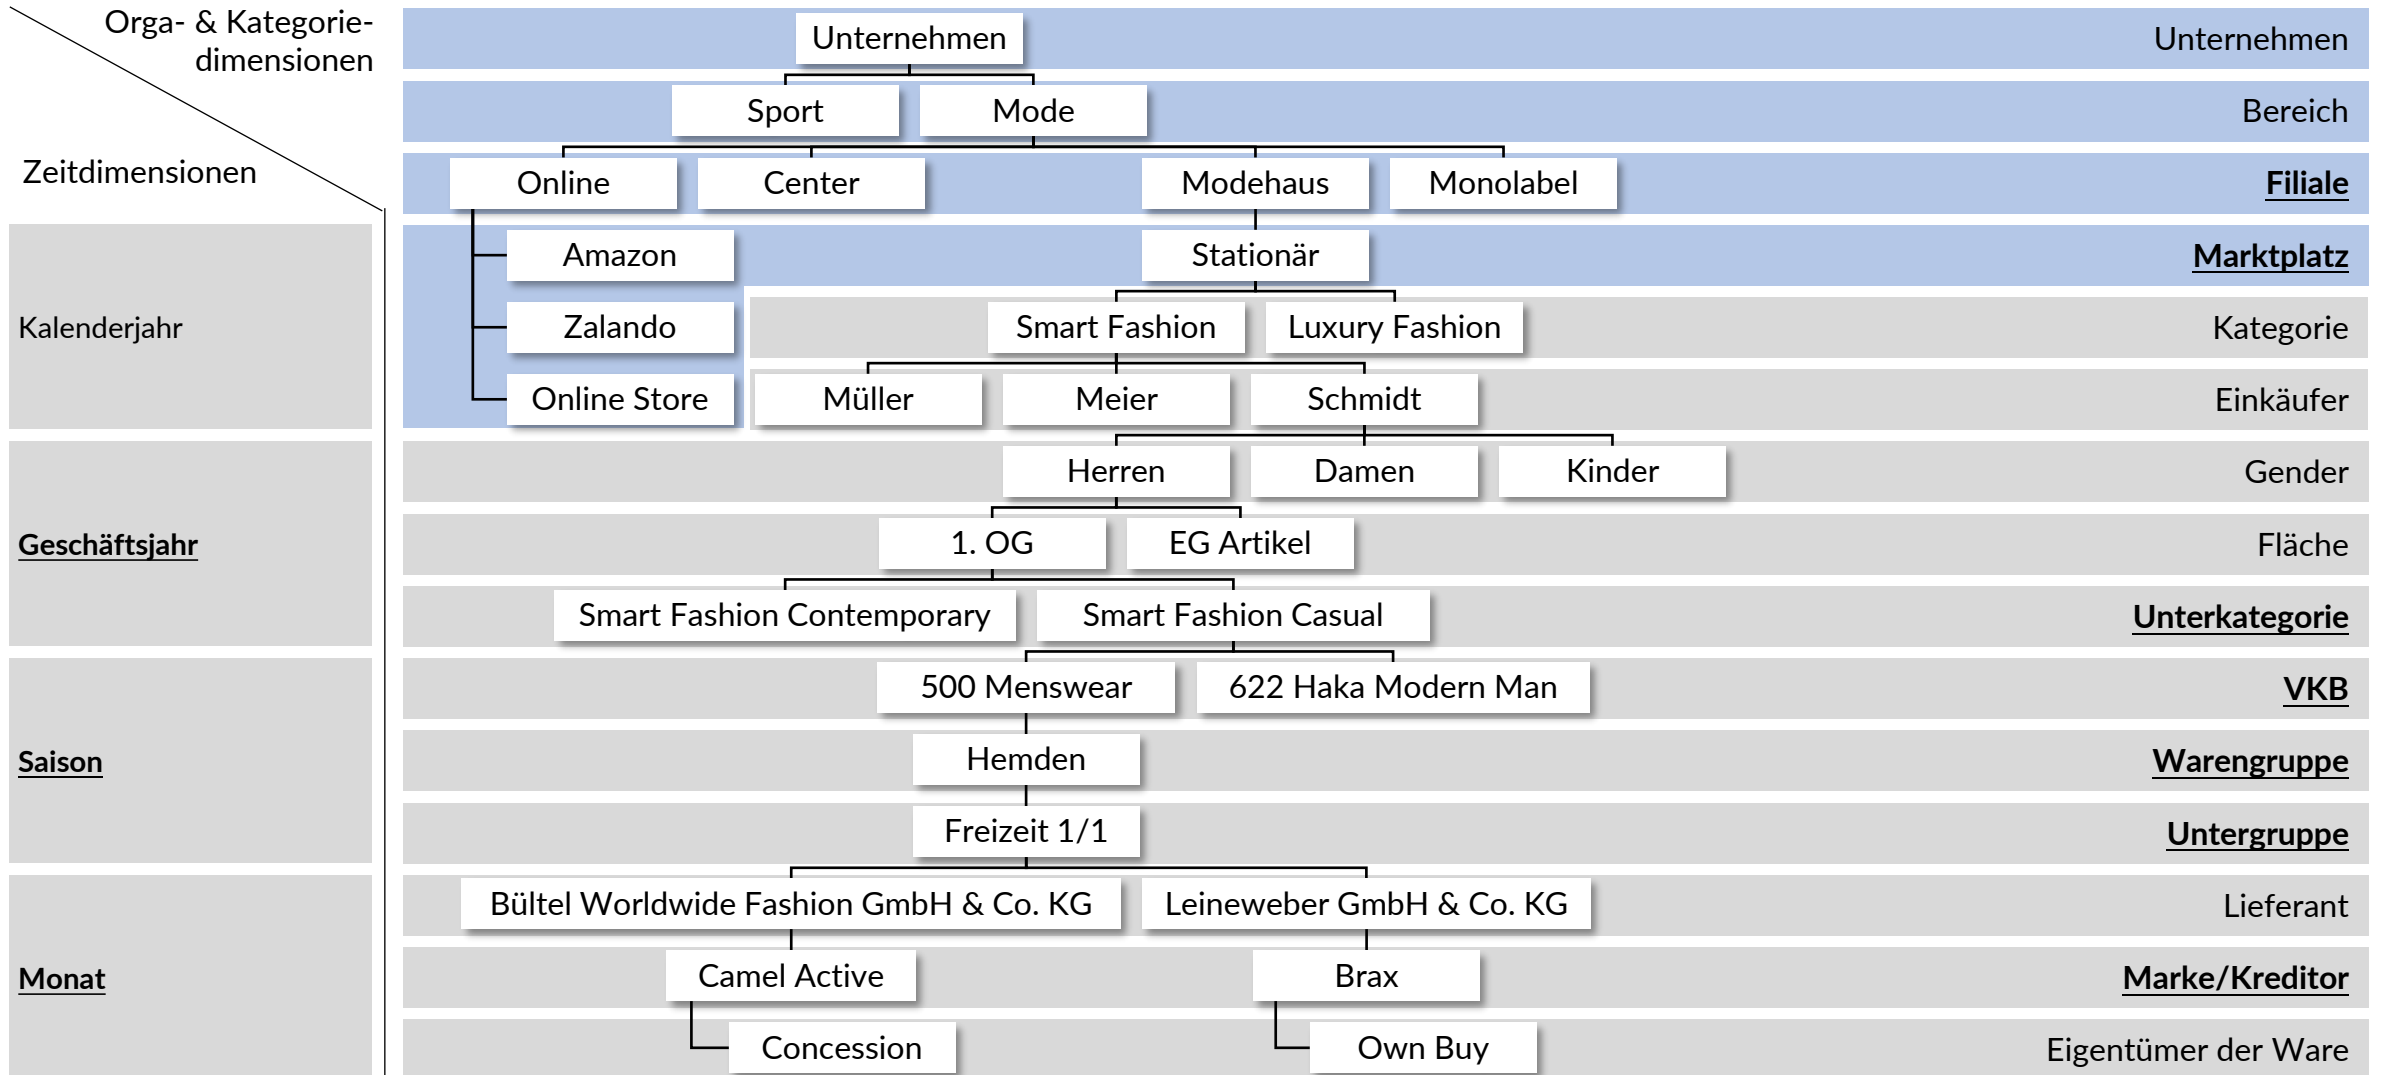 Orga- & Kategorie-
dimensionen
Zeitdimensionen
Unternehmen
Unternehmen
Sport
Mode
Bereich
Online
Center
Modehaus
Monolabel
Filiale
Amazon
Stationär
Marktplatz
Kalenderjahr
Zalando
Smart Fashion
Luxury Fashion
Kategorie
Online Store
Müller
Meier
Schmidt
Einkäufer
Herren
Damen
Kinder
Gender
Geschäftsjahr
1. OG
EG Artikel
Fläche
Smart Fashion Contemporary
Smart Fashion Casual
Unterkategorie
500 Menswear
622 Haka Modern Man
VKB
Saison
Hemden
Warengruppe
Freizeit 1/1
Untergruppe
Bültel Worldwide Fashion GmbH & Co. KG
Leineweber GmbH & Co. KG
Lieferant
Monat
Camel Active
Brax
Marke/Kreditor
Concession
Own Buy
Eigentümer der Ware